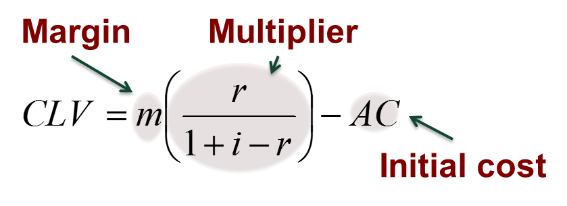 Margin Multiplier
CLV = m(r / (1 + i − r)) − AC
Initial cost